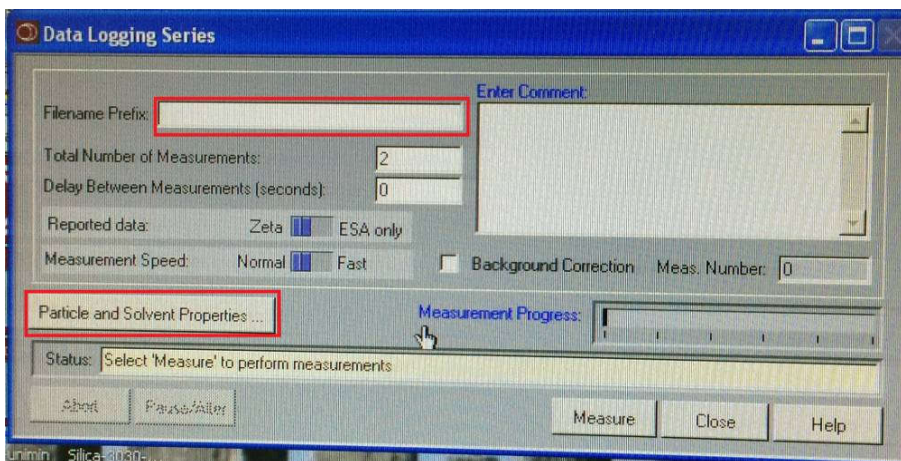 Data Logging Series
Enter Comment:
Filename Prefix:
Total Number of Measurements: 2
Delay Between Measurements (seconds): 0
Reported data: Zeta ESA only
Measurement Speed: Normal Fast
Background Correction Meas. Number: 0
Particle and Solvent Properties ...
Measurement Progress:
Status: Select 'Measure' to perform measurements
Abort Pause/Alter
Measure Close Help
unimin Silica-3030-...